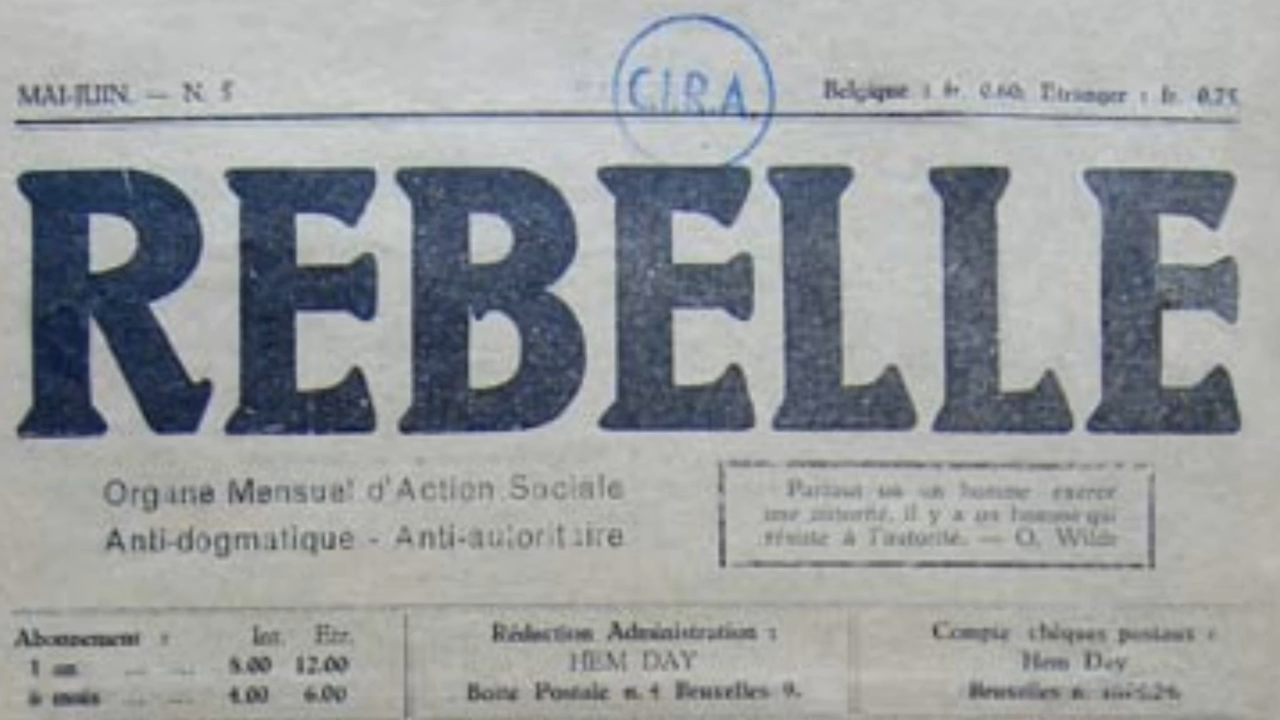 C.I.R.A.
MAI-JUIN. — N. 5
Belgique : fr. 0.60; Etranger : fr. 0.75
REBELLE
Organe Mensuel d'Action Sociale
Anti-dogmatique - Anti-autoritaire
Partout où un homme exerce
une autorité, il y a un homme qui
résiste à l'autorité. — O. Wilde
Abonnement : Int. Etr.
1 an ... ... 8.00 12.00
6 mois ... ... 4.00 6.00
Rédaction Administration :
HEM DAY
Boite Postale n. 4 Bruxelles 9.
Compte chèques postaux :
Hem Day
Bruxelles n.